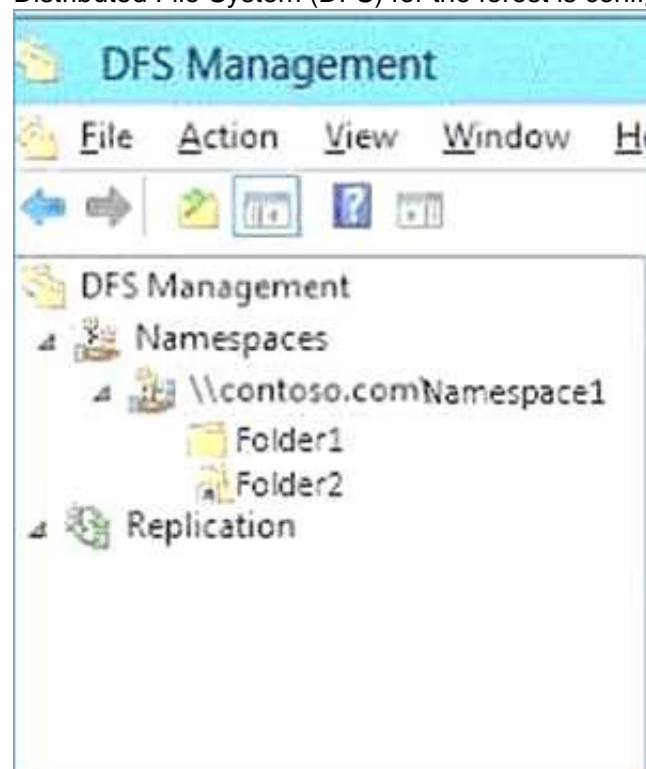 DFS Management
File Action View Window
DFS Management
Namespaces
\\contoso.com\Namespace1
Folder1
Folder2
Replication